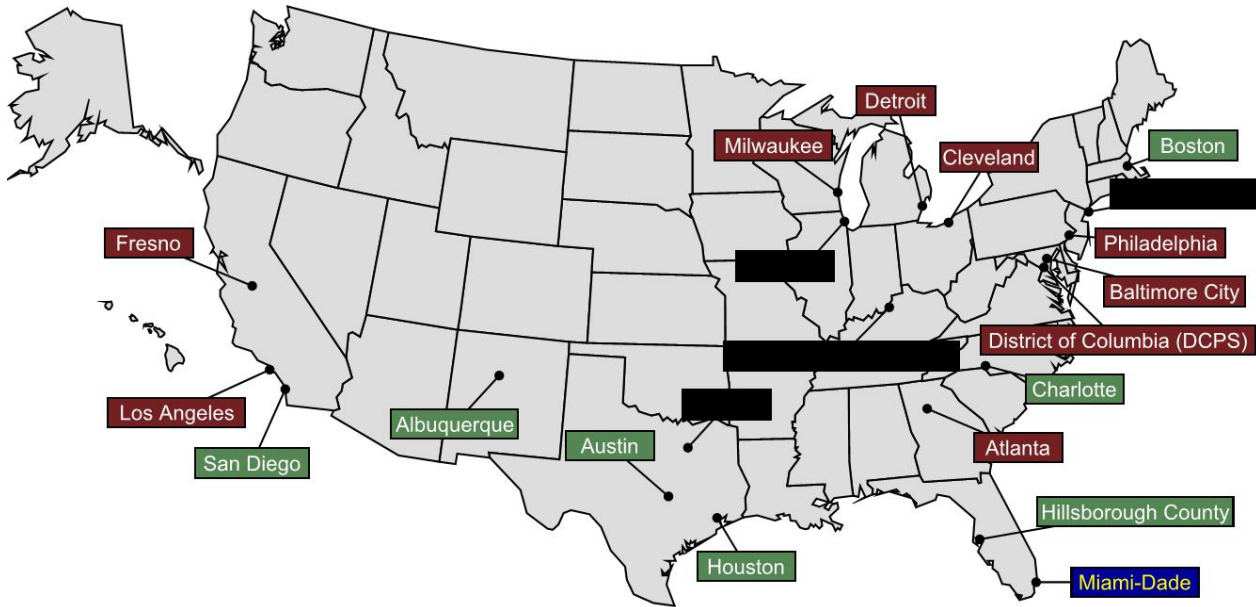 Detroit
Milwaukee
Cleveland
Boston
Fresno
Philadelphia
Baltimore City
District of Columbia (DCPS)
Los Angeles
Charlotte
Albuquerque
Austin
Atlanta
San Diego
Hillsborough County
Houston
Miami-Dade